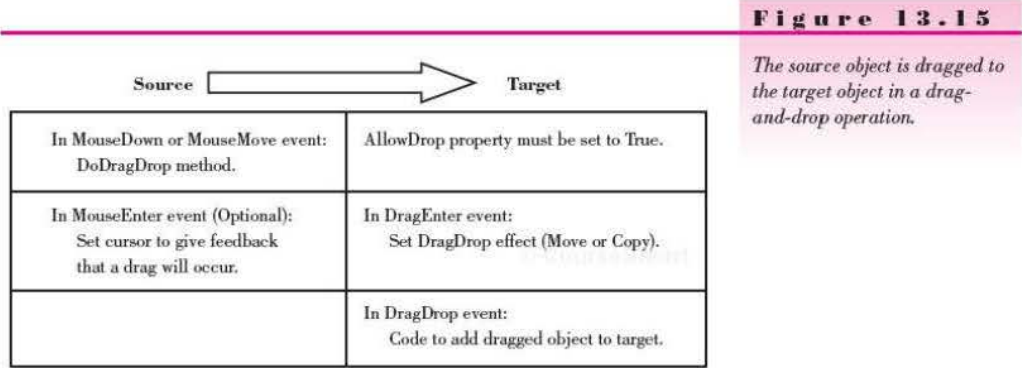 Figure 13.15
The source object is dragged to
the target object in a drag-
and-drop operation.
Source
Target
In MouseDown or MouseMove event:
DoDragDrop method.
AllowDrop property must be set to True.
In MouseEnter event (Optional):
Set cursor to give feedback
that a drag will occur.
In DragEnter event:
Set DragDrop effect (Move or Copy).
In DragDrop event:
Code to add dragged object to target.